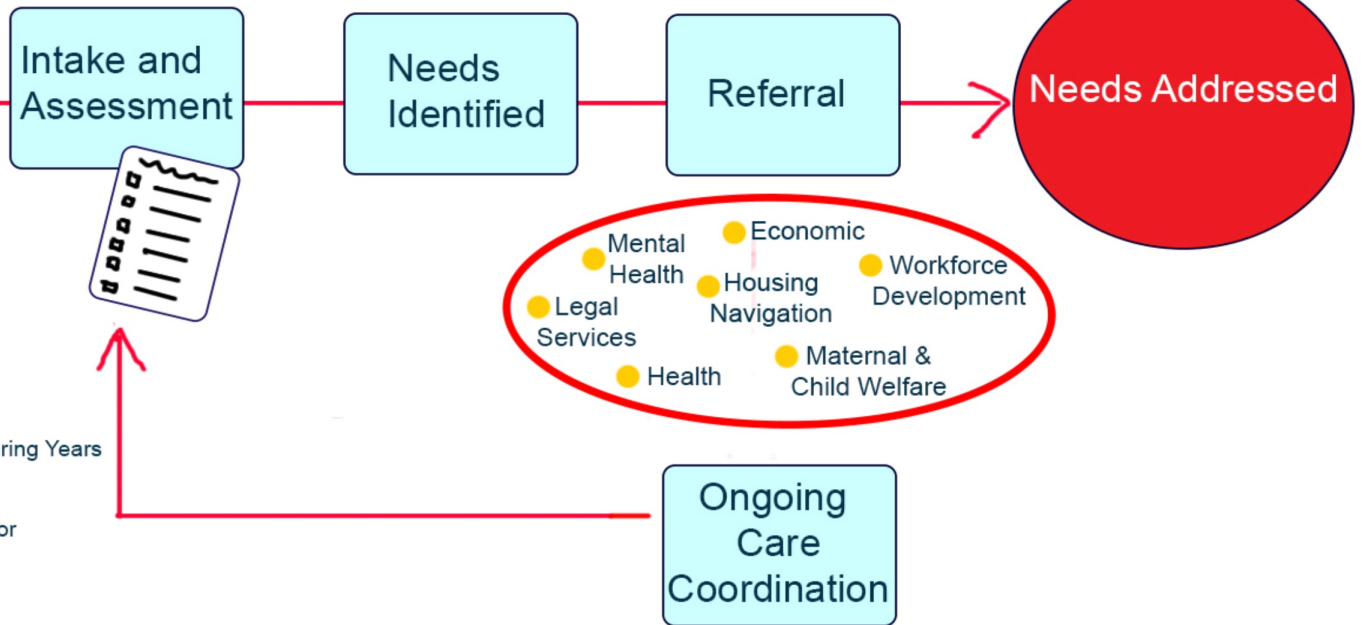 Intake and
Assessment
Needs
Identified
Referral
Needs Addressed
Mental
Health
Economic
Workforce
Development
Housing
Navigation
Legal
Services
Maternal &
Child Welfare
Health
ring Years
or
Ongoing
Care
Coordination